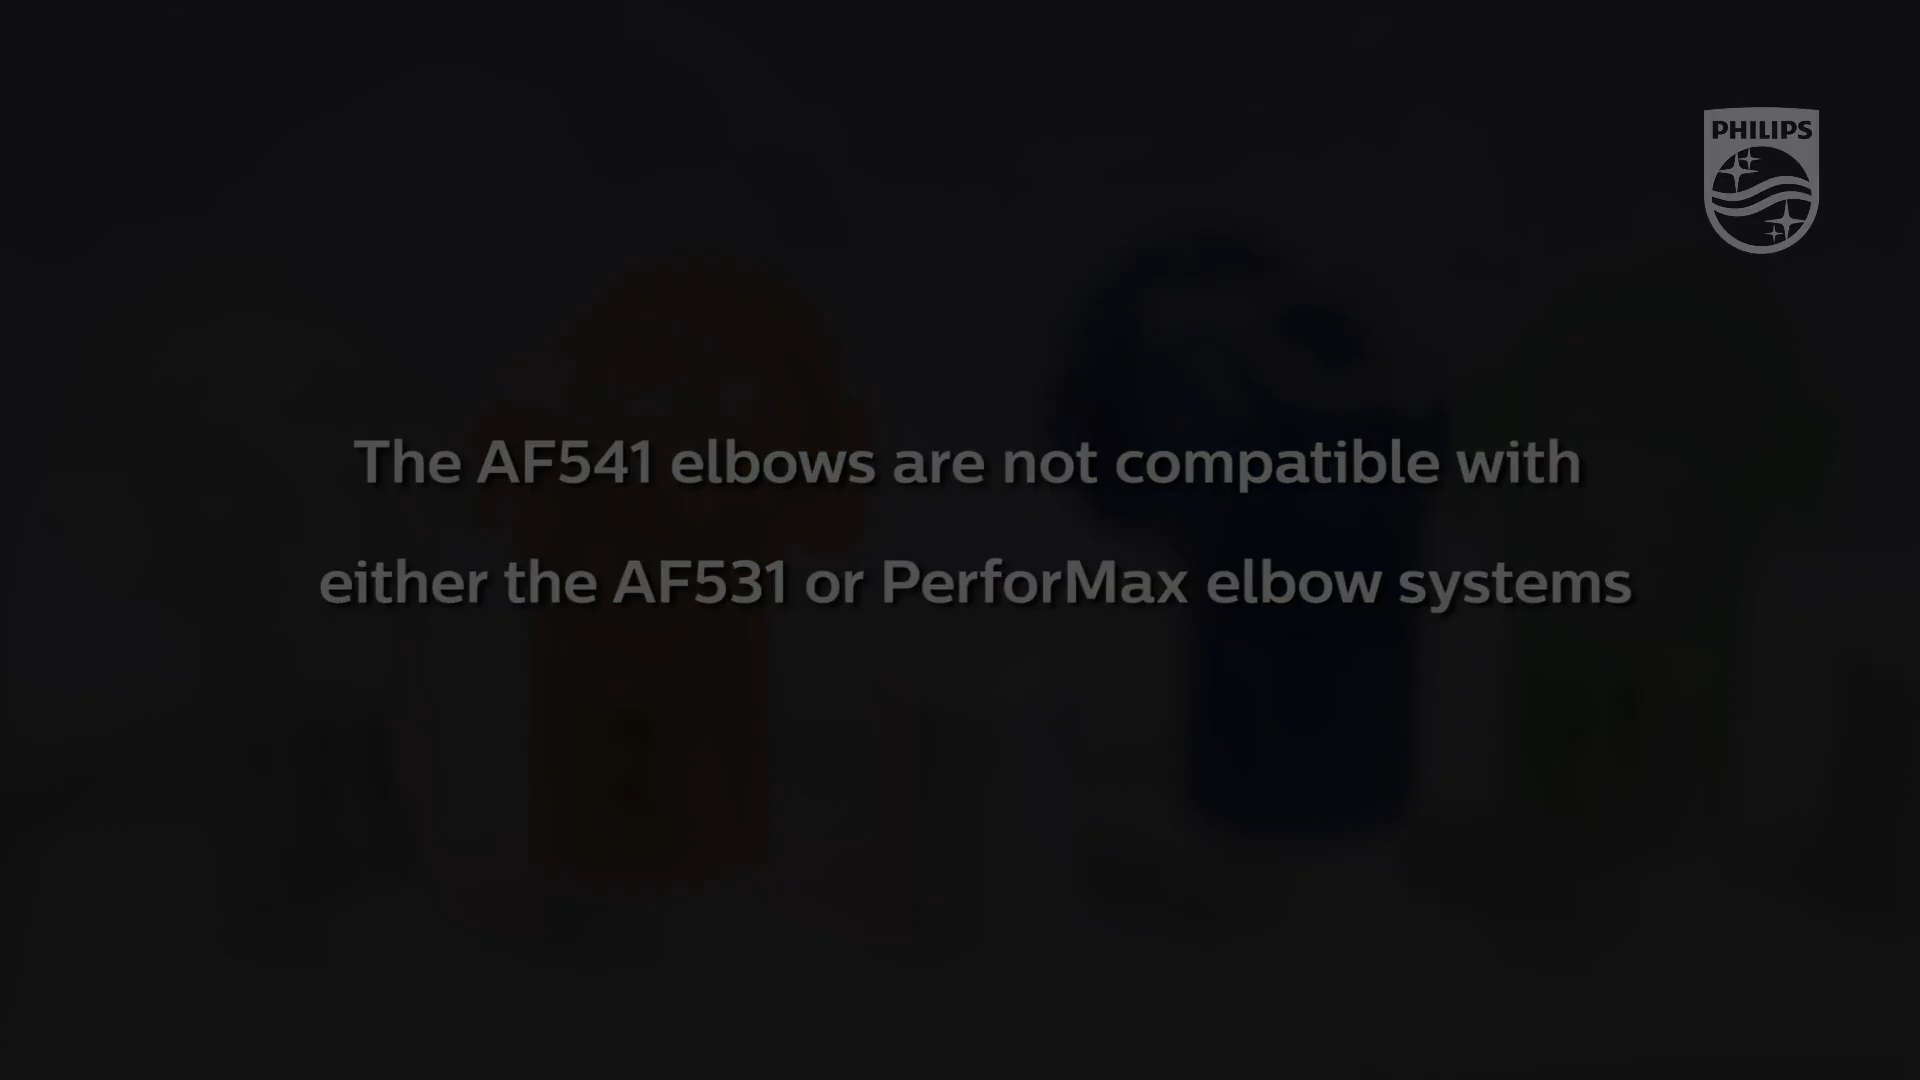 PHILIPS
The AF541 elbows are not compatible with
either the AF531 or PerforMax elbow systems